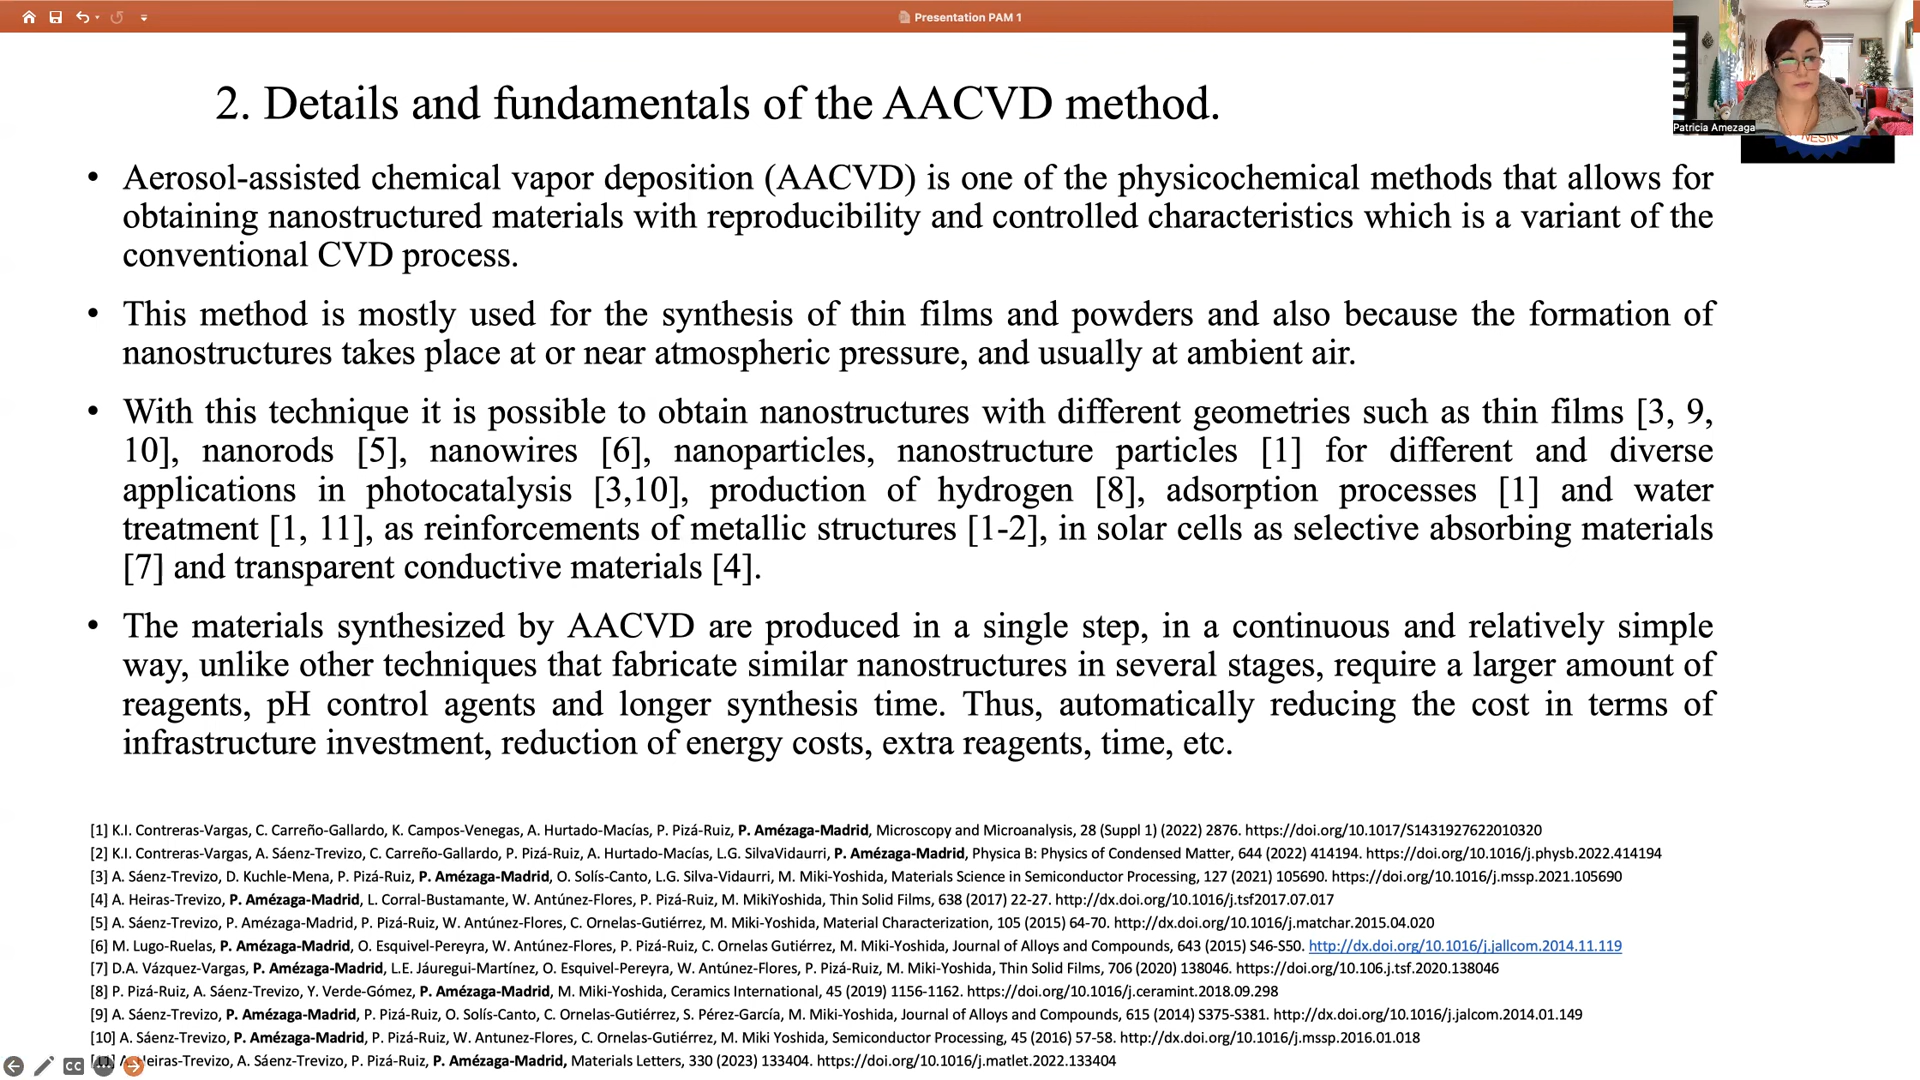 Presentation PAM 1
Patricia Amezaga
NESIN
2. Details and fundamentals of the AACVD method.
• Aerosol-assisted chemical vapor deposition (AACVD) is one of the physicochemical methods that allows for
obtaining nanostructured materials with reproducibility and controlled characteristics which is a variant of the
conventional CVD process.
• This method is mostly used for the synthesis of thin films and powders and also because the formation of
nanostructures takes place at or near atmospheric pressure, and usually at ambient air.
• With this technique it is possible to obtain nanostructures with different geometries such as thin films [3, 9,
10], nanorods [5], nanowires [6], nanoparticles, nanostructure particles [1] for different and diverse
applications in photocatalysis [3,10], production of hydrogen [8], adsorption processes [1] and water
treatment [1, 11], as reinforcements of metallic structures [1-2], in solar cells as selective absorbing materials
[7] and transparent conductive materials [4].
• The materials synthesized by AACVD are produced in a single step, in a continuous and relatively simple
way, unlike other techniques that fabricate similar nanostructures in several stages, require a larger amount of
reagents, pH control agents and longer synthesis time. Thus, automatically reducing the cost in terms of
infrastructure investment, reduction of energy costs, extra reagents, time, etc.
[1] K.I. Contreras-Vargas, C. Carreño-Gallardo, K. Campos-Venegas, A. Hurtado-Macías, P. Pizá-Ruiz, P. Amézaga-Madrid, Microscopy and Microanalysis, 28 (Suppl 1) (2022) 2876. https://doi.org/10.1017/S1431927622010320
[2] K.I. Contreras-Vargas, A. Sáenz-Trevizo, C. Carreño-Gallardo, P. Pizá-Ruiz, A. Hurtado-Macías, L.G. SilvaVidaurri, P. Amézaga-Madrid, Physica B: Physics of Condensed Matter, 644 (2022) 414194. https://doi.org/10.1016/j.physb.2022.414194
[3] A. Sáenz-Trevizo, D. Kuchle-Mena, P. Pizá-Ruiz, P. Amézaga-Madrid, O. Solís-Canto, L.G. Silva-Vidaurri, M. Miki-Yoshida, Materials Science in Semiconductor Processing, 127 (2021) 105690. https://doi.org/10.1016/j.mssp.2021.105690
[4] A. Heiras-Trevizo, P. Amézaga-Madrid, L. Corral-Bustamante, W. Antúnez-Flores, P. Pizá-Ruiz, M. MikiYoshida, Thin Solid Films, 638 (2017) 22-27. http://dx.doi.org/10.1016/j.tsf2017.07.017
[5] A. Sáenz-Trevizo, P. Amézaga-Madrid, P. Pizá-Ruiz, W. Antúnez-Flores, C. Ornelas-Gutiérrez, M. Miki-Yoshida, Material Characterization, 105 (2015) 64-70. http://dx.doi.org/10.1016/j.matchar.2015.04.020
[6] M. Lugo-Ruelas, P. Amézaga-Madrid, O. Esquivel-Pereyra, W. Antúnez-Flores, P. Pizá-Ruiz, C. Ornelas Gutiérrez, M. Miki-Yoshida, Journal of Alloys and Compounds, 643 (2015) S46-S50. http://dx.doi.org/10.1016/j.jallcom.2014.11.119
[7] D.A. Vázquez-Vargas, P. Amézaga-Madrid, L.E. Jáuregui-Martínez, O. Esquivel-Pereyra, W. Antúnez-Flores, P. Pizá-Ruiz, M. Miki-Yoshida, Thin Solid Films, 706 (2020) 138046. https://doi.org/10.106.j.tsf.2020.138046
[8] P. Pizá-Ruiz, A. Sáenz-Trevizo, Y. Verde-Gómez, P. Amézaga-Madrid, M. Miki-Yoshida, Ceramics International, 45 (2019) 1156-1162. https://doi.org/10.1016/j.ceramint.2018.09.298
[9] A. Sáenz-Trevizo, P. Amézaga-Madrid, P. Pizá-Ruiz, O. Solís-Canto, C. Ornelas-Gutiérrez, S. Pérez-García, M. Miki-Yoshida, Journal of Alloys and Compounds, 615 (2014) S375-S381. http://dx.doi.org/10.1016/j.jalcom.2014.01.149
[10] A. Sáenz-Trevizo, P. Amézaga-Madrid, P. Pizá-Ruiz, W. Antunez-Flores, C. Ornelas-Gutiérrez, M. Miki Yoshida, Semiconductor Processing, 45 (2016) 57-58. http://dx.doi.org/10.1016/j.mssp.2016.01.018
CC
eiras-Trevizo, A. Sáenz-Trevizo, P. Pizá-Ruiz, P. Amézaga-Madrid, Materials Letters, 330 (2023) 133404. https://doi.org/10.1016/j.matlet.2022.133404